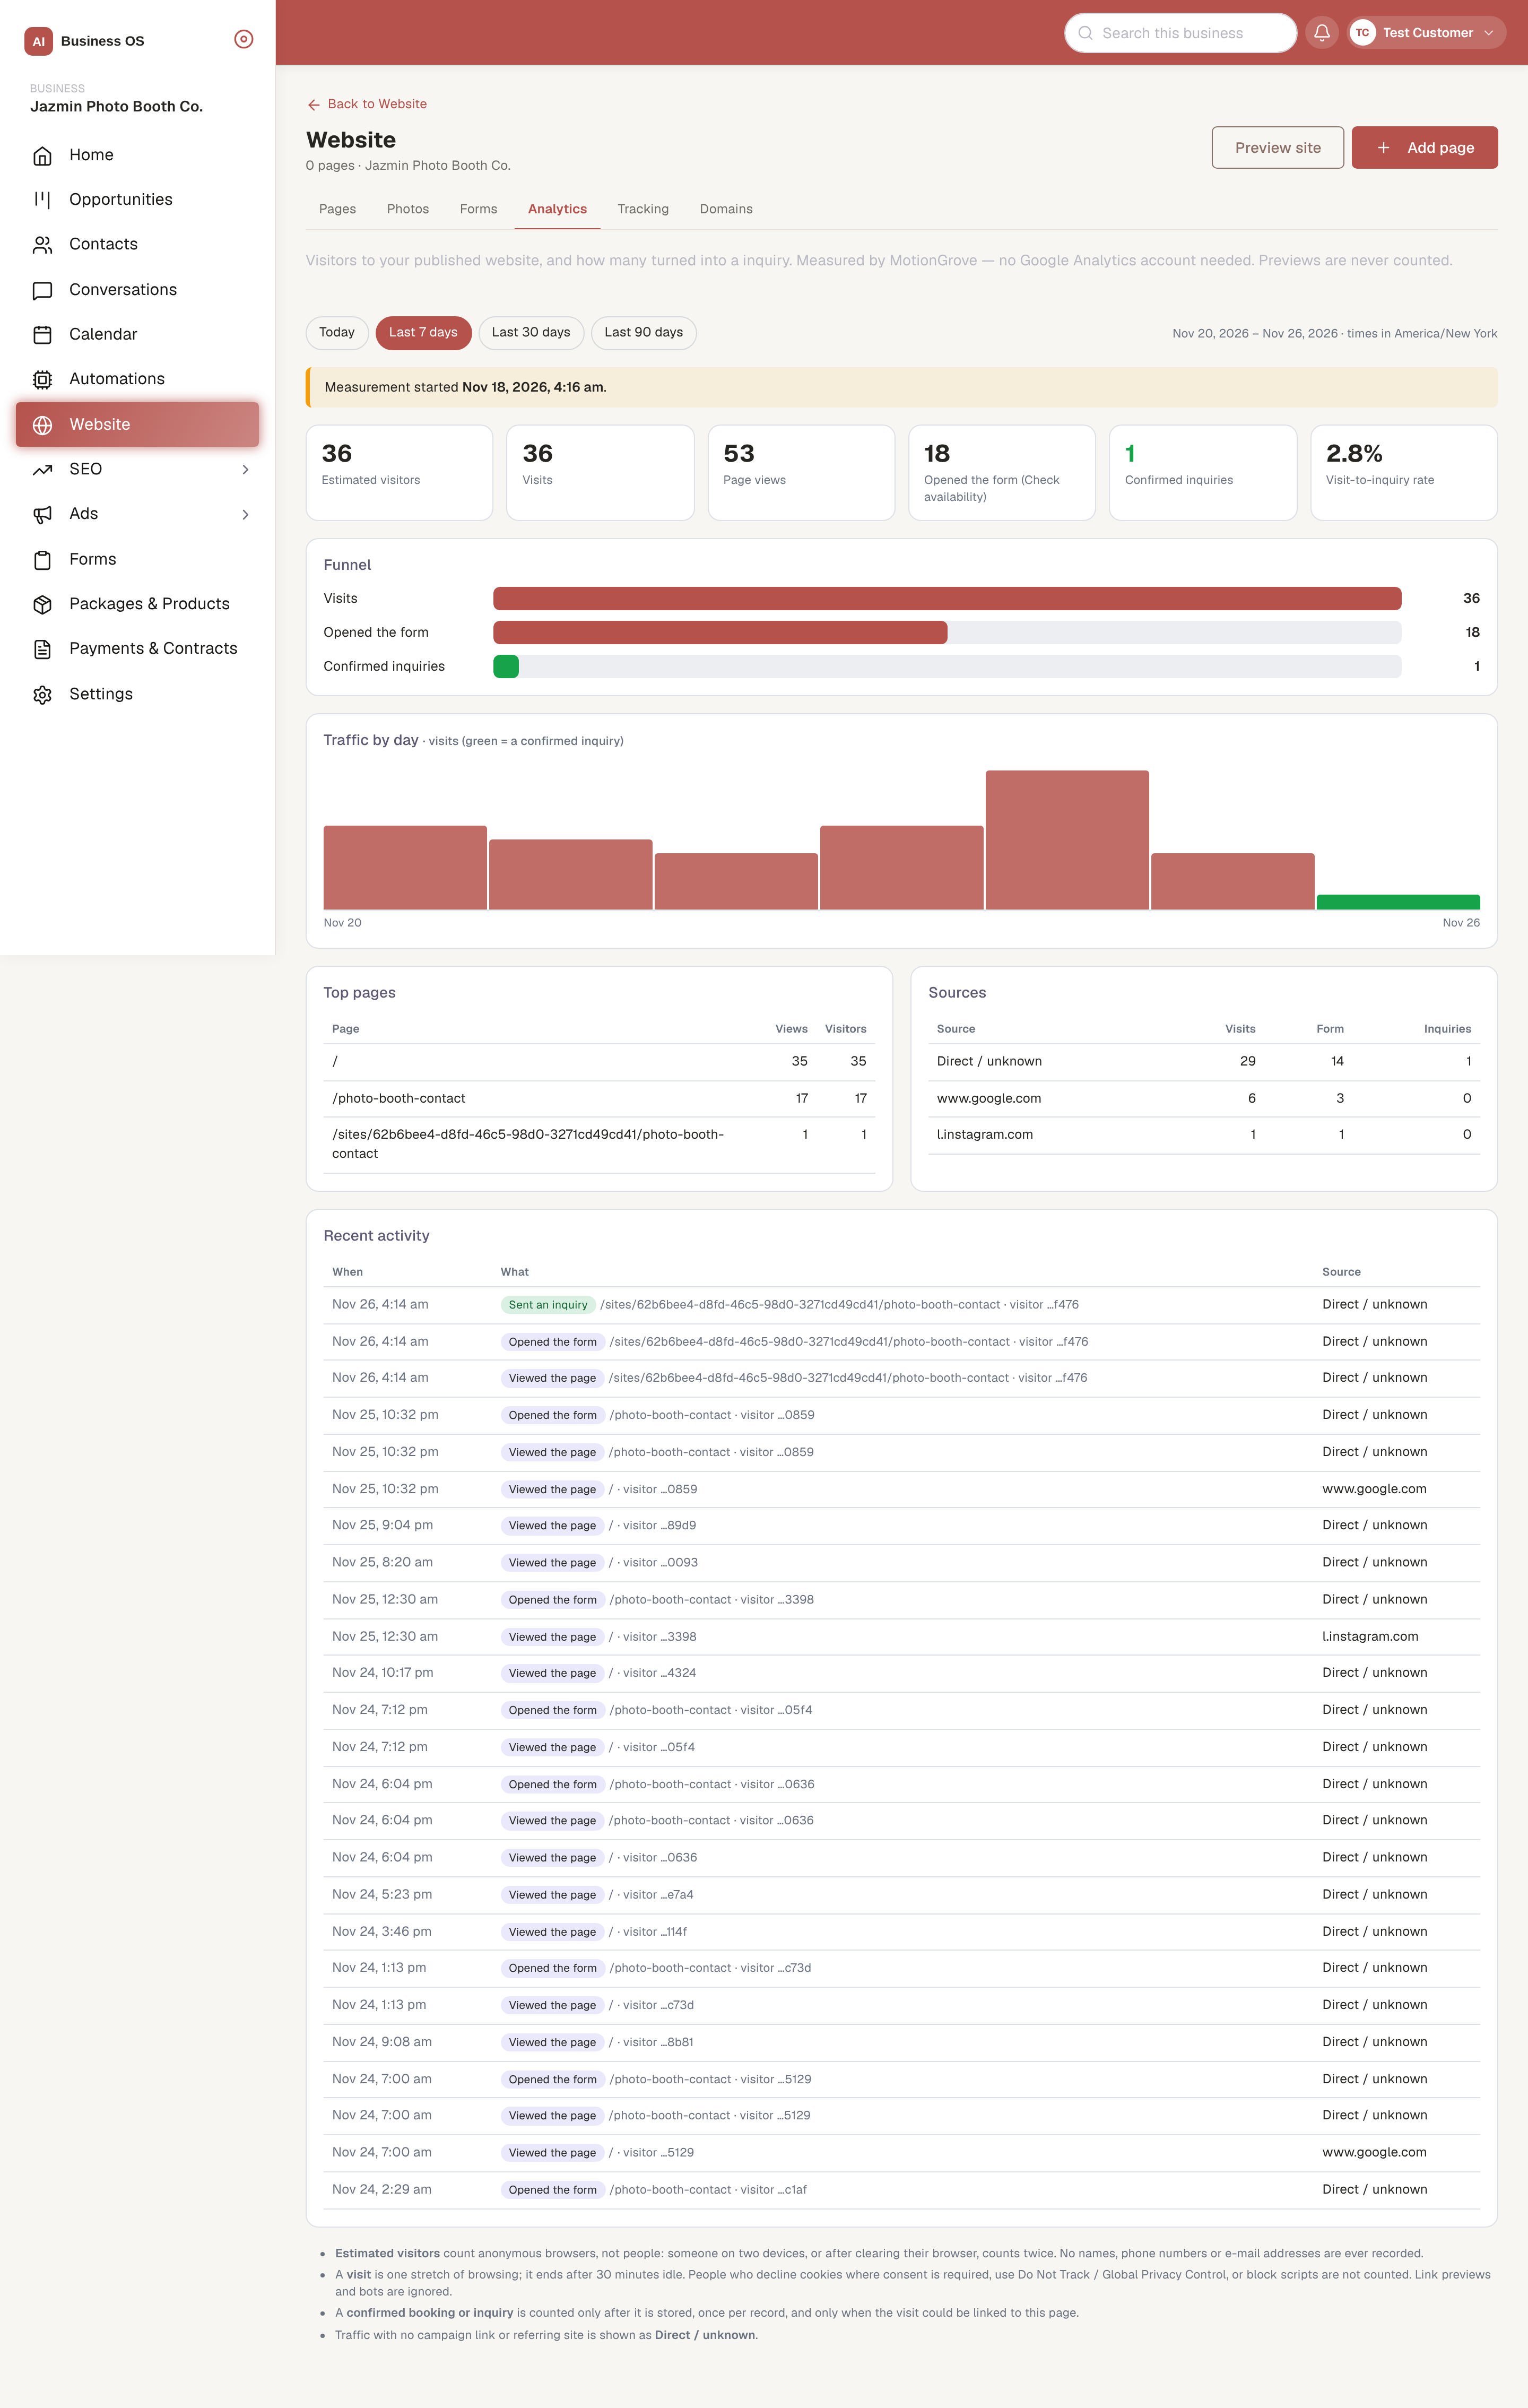 AI Business OS
BUSINESS
Jazmin Photo Booth Co.
Home
Opportunities
Contacts
Conversations
Calendar
Automations
Website
SEO
Ads
Forms
Packages & Products
Payments & Contracts
Settings
Search this business
TC Test Customer
Back to Website
Website
0 pages · Jazmin Photo Booth Co.
Preview site
Add page
Pages Photos Forms Analytics Tracking Domains
Visitors to your published website, and how many turned into a inquiry. Measured by MotionGrove — no Google Analytics account needed. Previews are never counted.
Today Last 7 days Last 30 days Last 90 days
Nov 20, 2026 – Nov 26, 2026 · times in America/New York
Measurement started Nov 18, 2026, 4:16 am.
36
Estimated visitors
36
Visits
53
Page views
18
Opened the form (Check
availability)
1
Confirmed inquiries
2.8%
Visit-to-inquiry rate
Funnel
Visits 36
Opened the form 18
Confirmed inquiries 1
Traffic by day · visits (green = a confirmed inquiry)
Nov 20 Nov 26
Top pages
Page Views Visitors
/ 35 35
/photo-booth-contact 17 17
/sites/62b6bee4-d8fd-46c5-98d0-3271cd49cd41/photo-booth- 1 1
contact
Sources
Source Visits Form Inquiries
Direct / unknown 29 14 1
www.google.com 6 3 0
l.instagram.com 1 1 0
Recent activity
When What Source
Nov 26, 4:14 am Sent an inquiry /sites/62b6bee4-d8fd-46c5-98d0-3271cd49cd41/photo-booth-contact · visitor …f476 Direct / unknown
Nov 26, 4:14 am Opened the form /sites/62b6bee4-d8fd-46c5-98d0-3271cd49cd41/photo-booth-contact · visitor …f476 Direct / unknown
Nov 26, 4:14 am Viewed the page /sites/62b6bee4-d8fd-46c5-98d0-3271cd49cd41/photo-booth-contact · visitor …f476 Direct / unknown
Nov 25, 10:32 pm Opened the form /photo-booth-contact · visitor …0859 Direct / unknown
Nov 25, 10:32 pm Viewed the page /photo-booth-contact · visitor …0859 Direct / unknown
Nov 25, 10:32 pm Viewed the page / · visitor …0859 www.google.com
Nov 25, 9:04 pm Viewed the page / · visitor …89d9 Direct / unknown
Nov 25, 8:20 am Viewed the page / · visitor …0093 Direct / unknown
Nov 25, 12:30 am Opened the form /photo-booth-contact · visitor …3398 Direct / unknown
Nov 25, 12:30 am Viewed the page / · visitor …3398 l.instagram.com
Nov 24, 10:17 pm Viewed the page / · visitor …4324 Direct / unknown
Nov 24, 7:12 pm Opened the form /photo-booth-contact · visitor …05f4 Direct / unknown
Nov 24, 7:12 pm Viewed the page / · visitor …05f4 Direct / unknown
Nov 24, 6:04 pm Opened the form /photo-booth-contact · visitor …0636 Direct / unknown
Nov 24, 6:04 pm Viewed the page /photo-booth-contact · visitor …0636 Direct / unknown
Nov 24, 6:04 pm Viewed the page / · visitor …0636 Direct / unknown
Nov 24, 5:23 pm Viewed the page / · visitor …e7a4 Direct / unknown
Nov 24, 3:46 pm Viewed the page / · visitor …114f Direct / unknown
Nov 24, 1:13 pm Opened the form /photo-booth-contact · visitor …c73d Direct / unknown
Nov 24, 1:13 pm Viewed the page / · visitor …c73d Direct / unknown
Nov 24, 9:08 am Viewed the page / · visitor …8b81 Direct / unknown
Nov 24, 7:00 am Opened the form /photo-booth-contact · visitor …5129 Direct / unknown
Nov 24, 7:00 am Viewed the page /photo-booth-contact · visitor …5129 Direct / unknown
Nov 24, 7:00 am Viewed the page / · visitor …5129 www.google.com
Nov 24, 2:29 am Opened the form /photo-booth-contact · visitor …c1af Direct / unknown
• Estimated visitors count anonymous browsers, not people: someone on two devices, or after clearing their browser, counts twice. No names, phone numbers or e-mail addresses are ever recorded.
• A visit is one stretch of browsing; it ends after 30 minutes idle. People who decline cookies where consent is required, use Do Not Track / Global Privacy Control, or block scripts are not counted. Link previews
and bots are ignored.
• A confirmed booking or inquiry is counted only after it is stored, once per record, and only when the visit could be linked to this page.
• Traffic with no campaign link or referring site is shown as Direct / unknown.